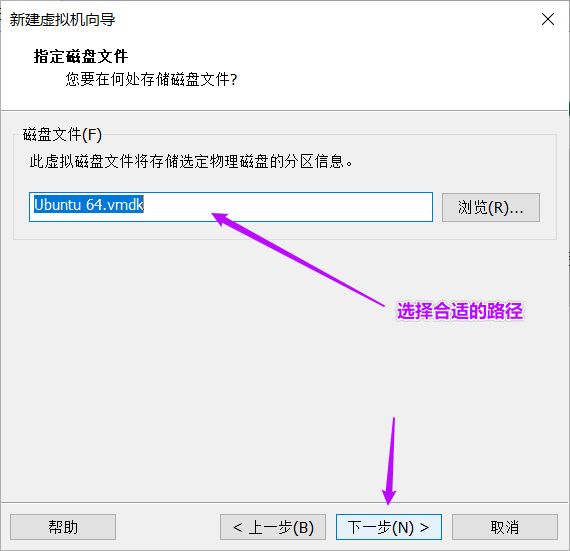 新建虚拟机向导
指定磁盘文件
您要在何处存储磁盘文件?
磁盘文件(F)
此虚拟磁盘文件将存储选定物理磁盘的分区信息。
Ubuntu 64.vmdk
浏览(R)...
选择合适的路径
帮助
< 上一步(B)
下一步(N) >
取消